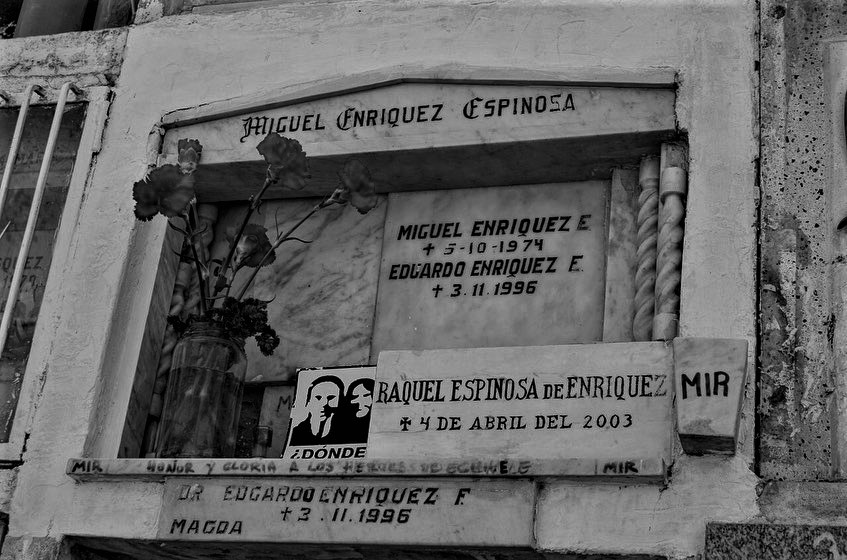 MIGUEL ENRIQUEZ ESPINOSA
MIGUEL ENRIQUEZ E.
5-10-1974
EDGARDO ENRIQUEZ E.
3.11.1996
RAQUEL ESPINOSA DE ENRIQUEZ
4 DE ABRIL DEL 2003
MIR
¿DÓNDE
MIR HONOR Y GLORIA A LOS HEROES DE MIR
DR EDGARDO ENRIQUEZ F.
3.11.1996
MAGDA